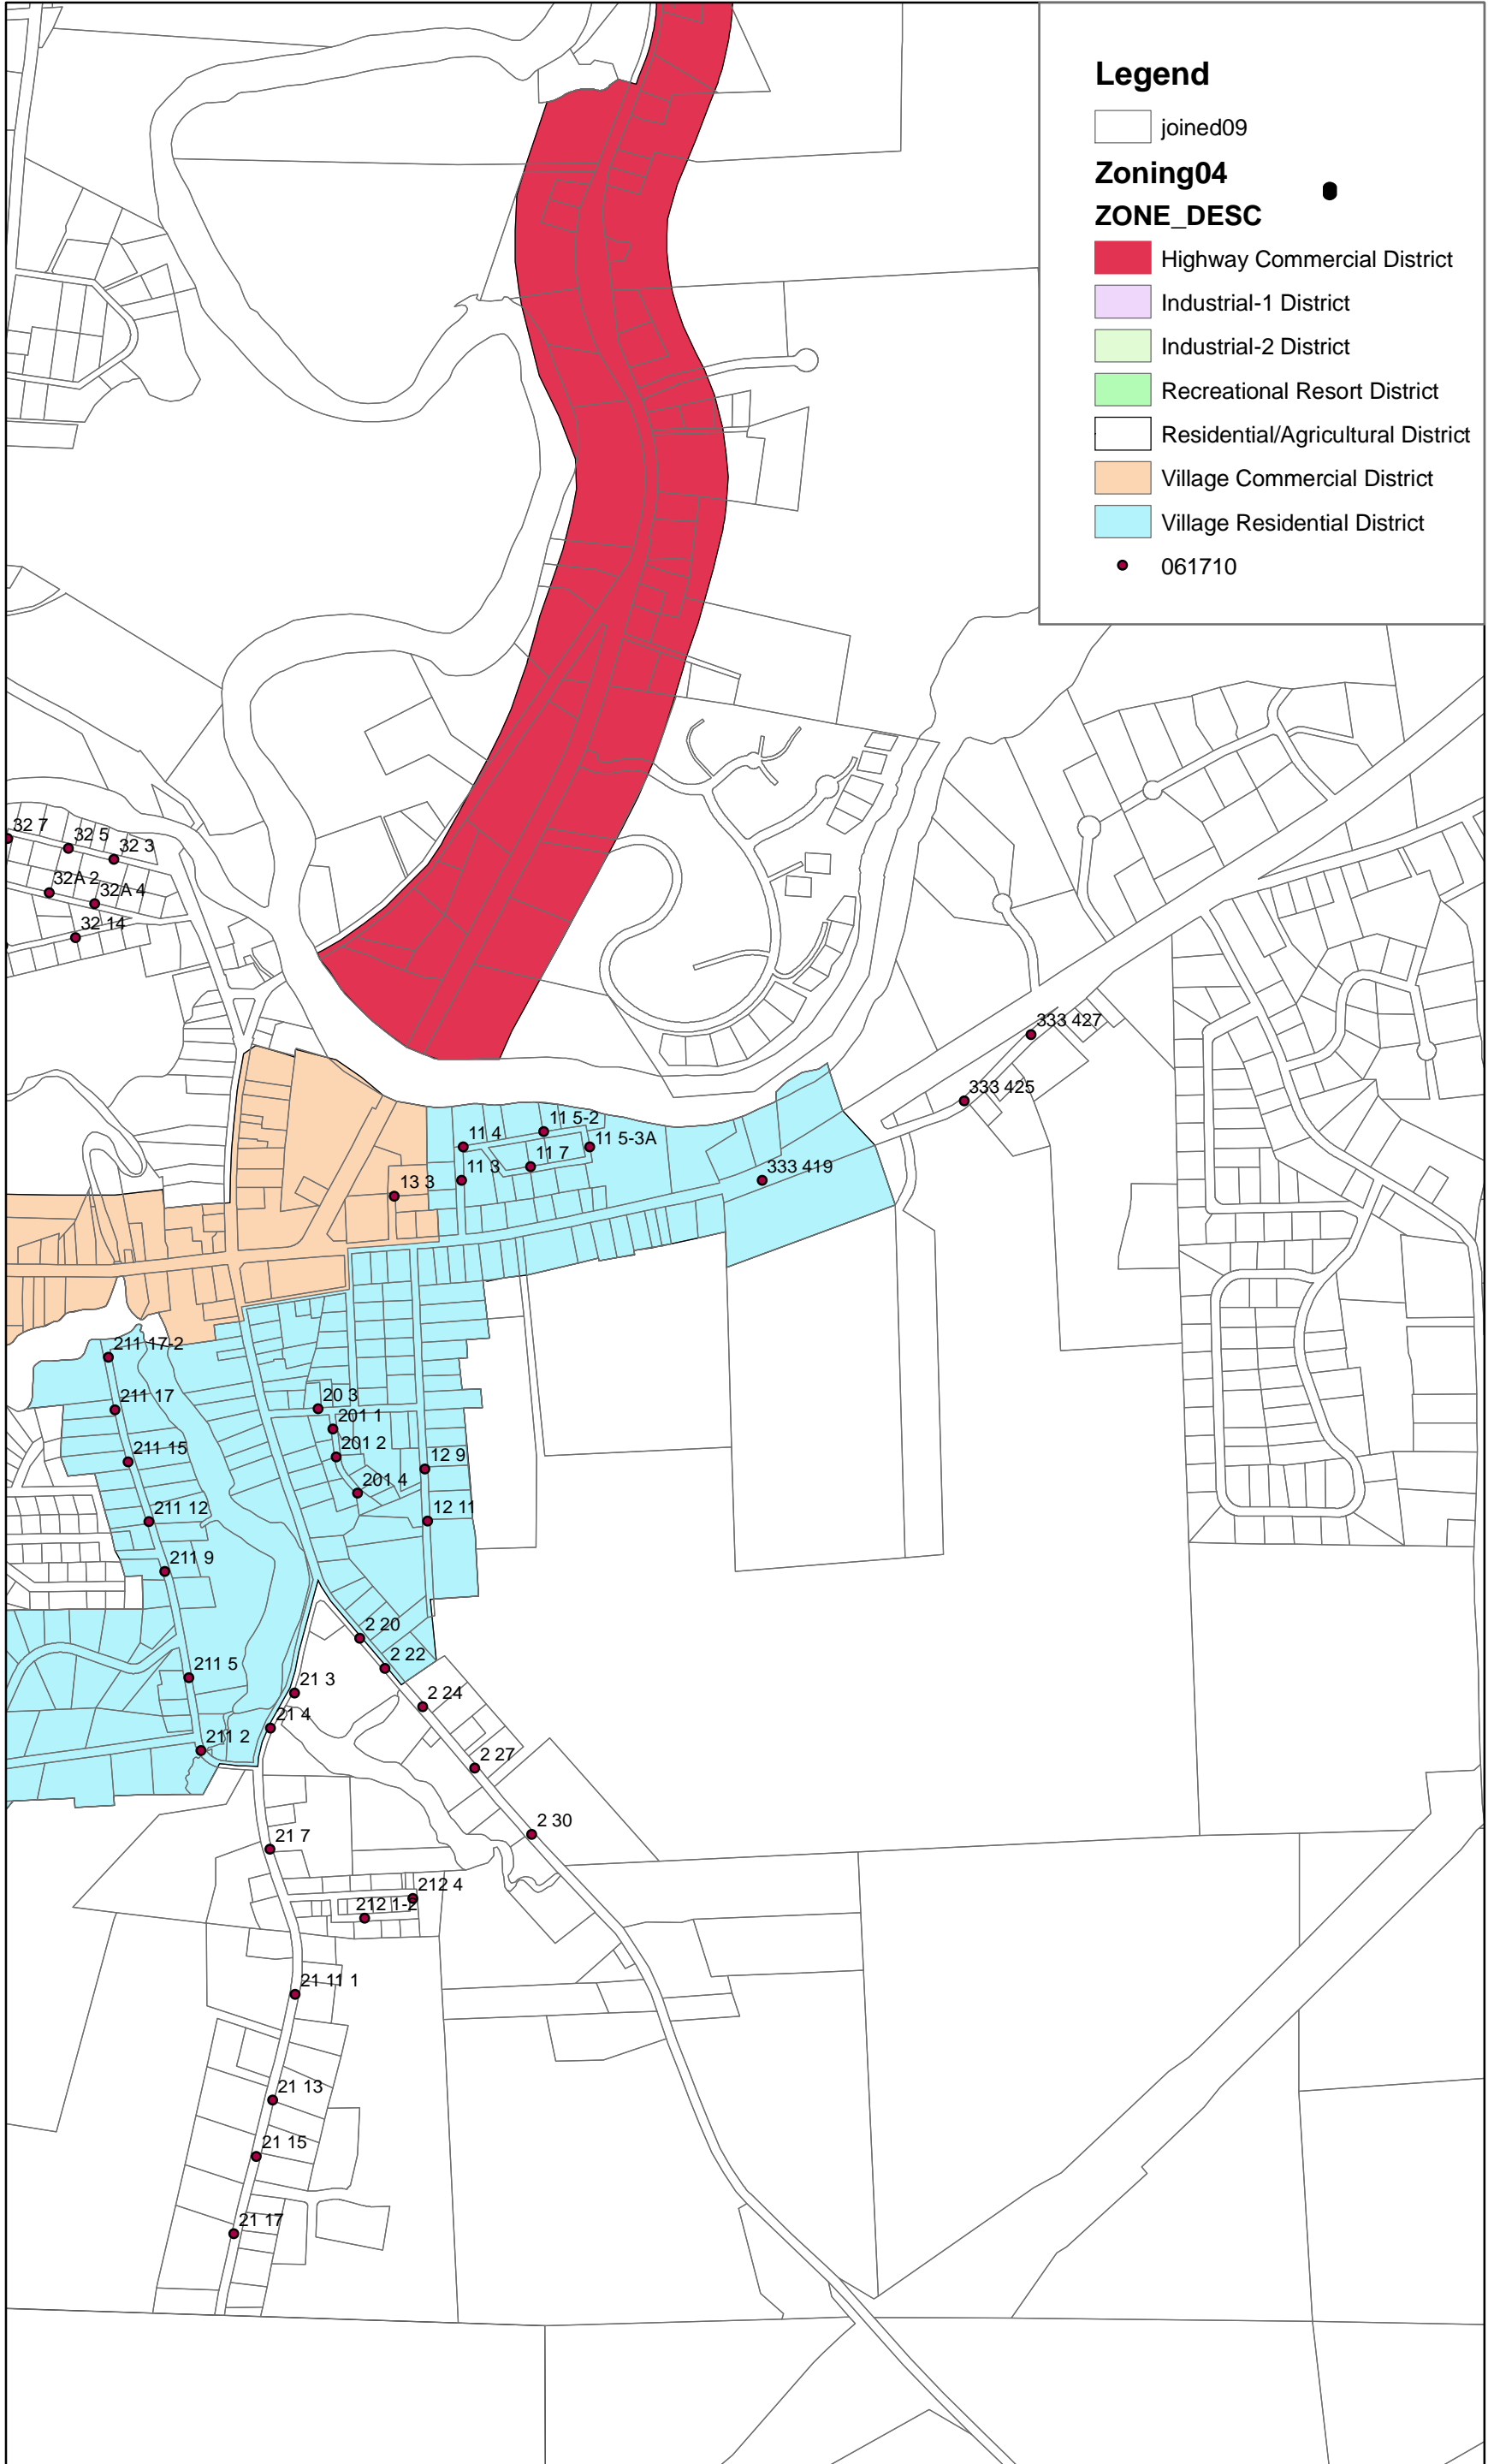 Legend
joined09
Zoning04
ZONE_DESC
Highway Commercial District
Industrial-1 District
Industrial-2 District
Recreational Resort District
Residential/Agricultural District
Village Commercial District
Village Residential District
061710
32 7
32 5
32 3
32A 2
32A 4
32 14
333 427
333 425
11 5-2
11 4
11 5-3A
11 7
11 3
333 419
13 3
211 17-2
20 3
211 17
201 1
201 2
211 15
12 9
201 4
211 12
12 11
211 9
2 20
211 5
2 22
21 3
2 24
21 4
211 2
2 27
2 30
21 7
212 4
212 1-2
21 11 1
21 13
21 15
21 17